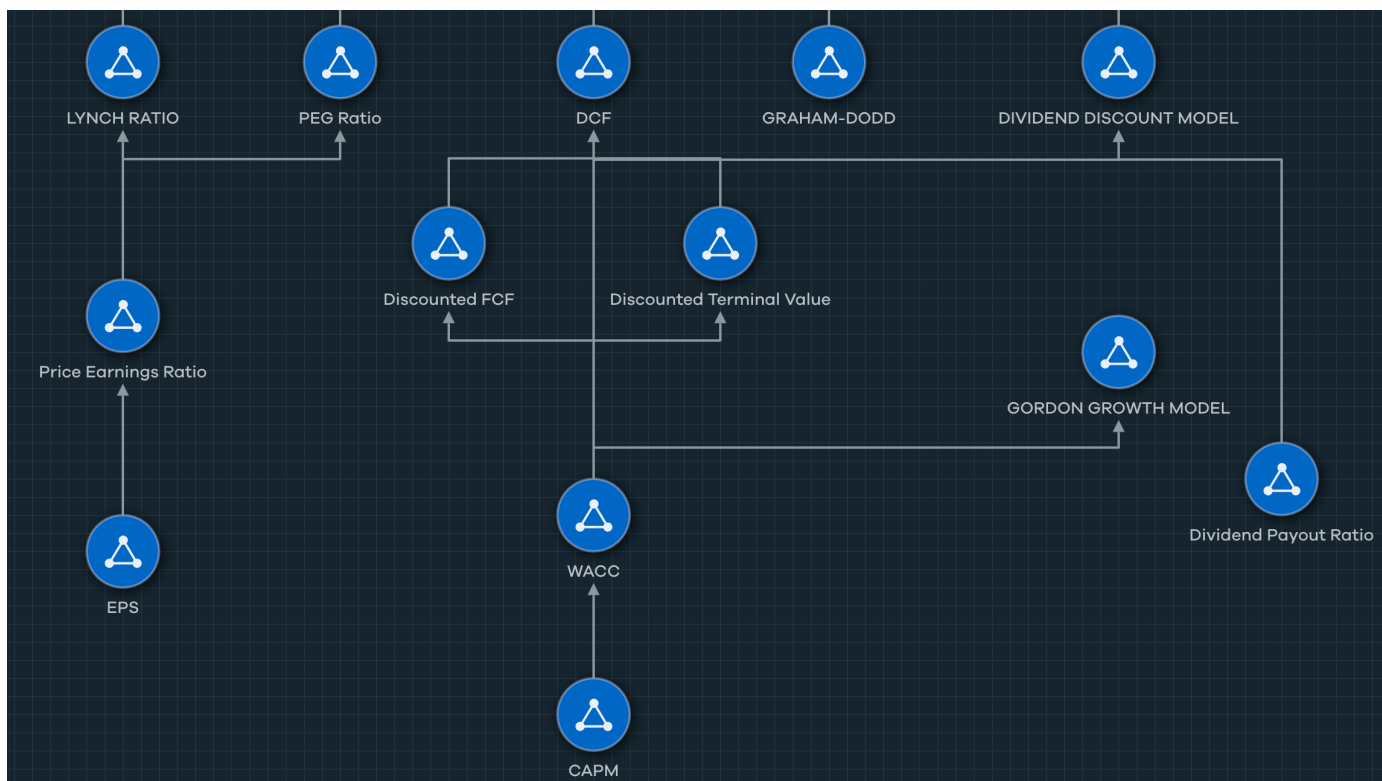 LYNCH RATIO
PEG Ratio
DCF
GRAHAM-DODD
DIVIDEND DISCOUNT MODEL
Discounted FCF
Discounted Terminal Value
Price Earnings Ratio
GORDON GROWTH MODEL
Dividend Payout Ratio
WACC
EPS
CAPM